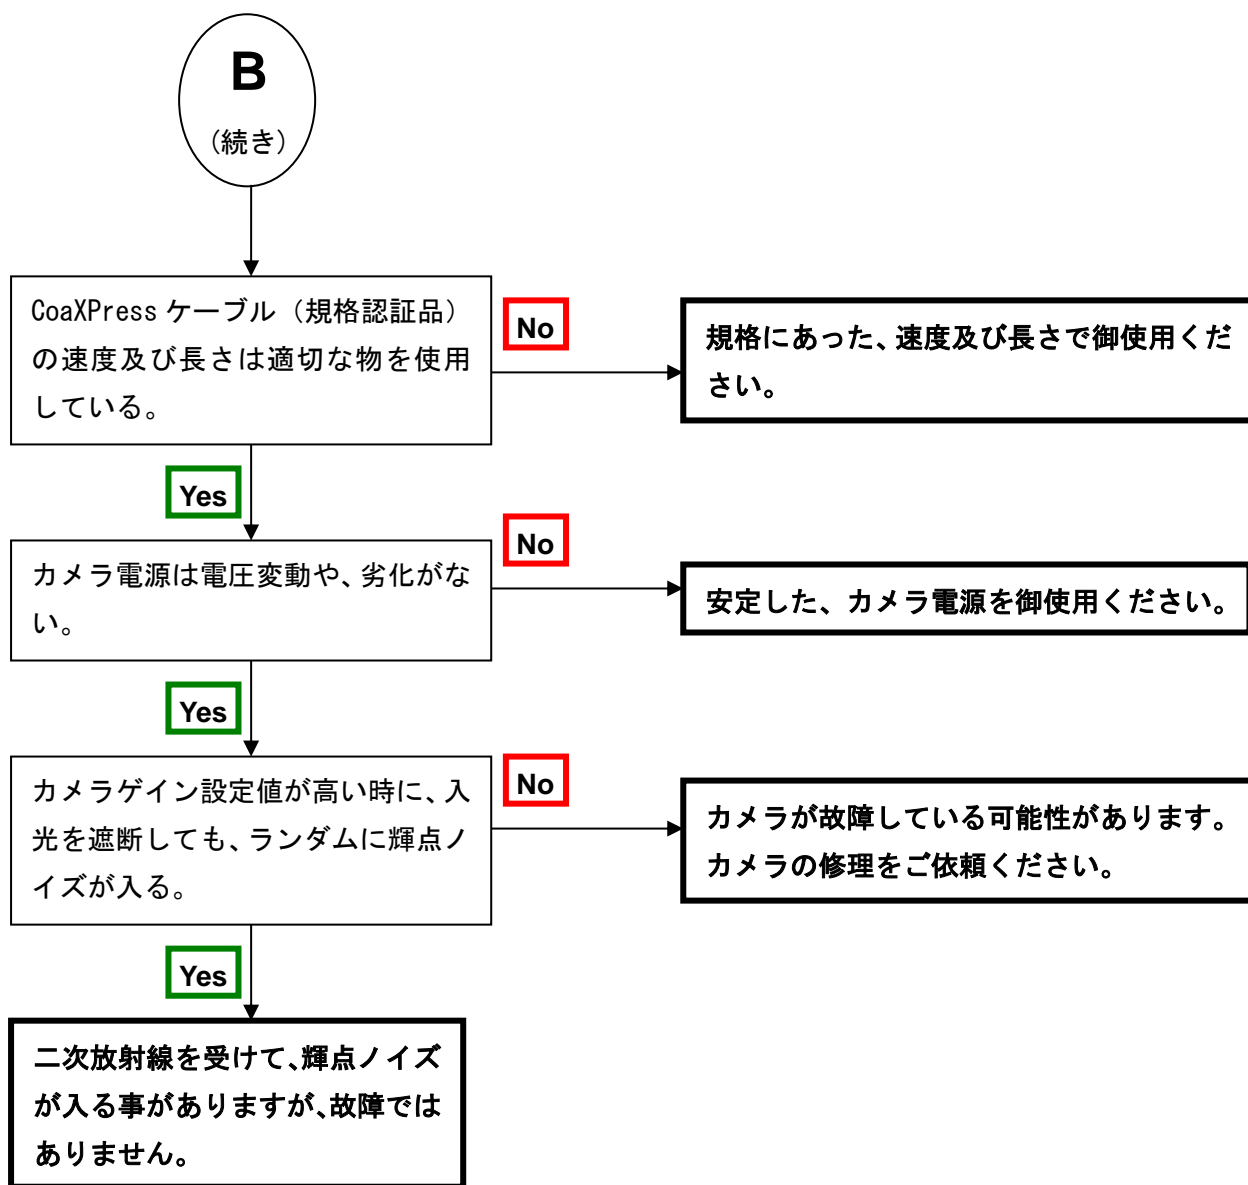 B
(続き)
CoaXPress ケーブル（規格認証品）
の速度及び長さは適切な物を使用
している。
No
規格にあった、速度及び長さで御使用くだ
さい。
Yes
カメラ電源は電圧変動や、劣化がな
い。
No
安定した、カメラ電源を御使用ください。
Yes
カメラゲイン設定値が高い時に、入
光を遮断しても、ランダムに輝点ノ
イズが入る。
No
カメラが故障している可能性があります。
カメラの修理をご依頼ください。
Yes
二次放射線を受けて、輝点ノイズ
が入る事がありますが、故障では
ありません。